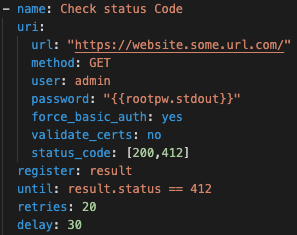 - name: Check status Code
  uri:
    url: "https://website.some.url.com/"
    method: GET
    user: admin
    password: "{{rootpw.stdout}}"
    force_basic_auth: yes
    validate_certs: no
    status_code: [200,412]
  register: result
  until: result.status == 412
  retries: 20
  delay: 30